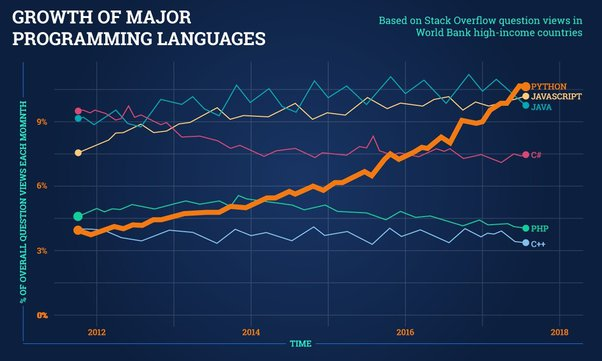 GROWTH OF MAJOR
PROGRAMMING LANGUAGES
Based on Stack Overflow question views in
World Bank high-income countries
% OF OVERALL QUESTION VIEWS EACH MOMNTH
9%
6%
3%
0%
PYTHON
JAVASCRIPT
JAVA
C#
PHP
C++
2012
2014
2016
2018
TIME